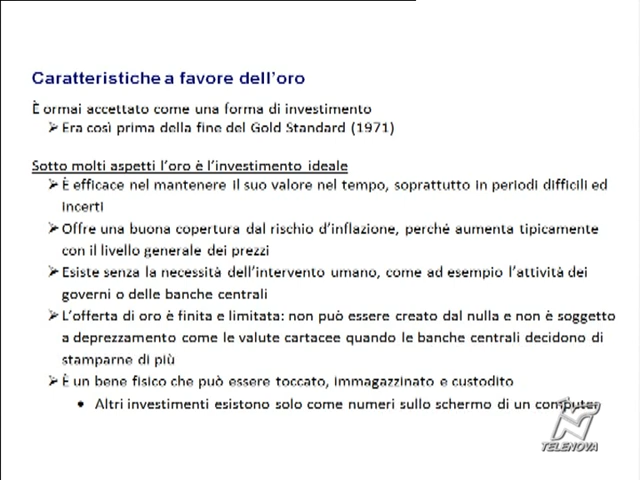 Caratteristiche a favore dell'oro
È ormai accettato come una forma di investimento
➢ Era così prima della fine del Gold Standard (1971)
Sotto molti aspetti l'oro è l'investimento ideale
➢ È efficace nel mantenere il suo valore nel tempo, soprattutto in periodi difficili ed
incerti
➢ Offre una buona copertura dal rischio d'inflazione, perché aumenta tipicamente
con il livello generale dei prezzi
➢ Esiste senza la necessità dell'intervento umano, come ad esempio l'attività dei
governi o delle banche centrali
➢ L'offerta di oro è finita e limitata: non può essere creato dal nulla e non è soggetto
a deprezzamento come le valute cartacee quando le banche centrali decidono di
stamparne di più
➢ È un bene fisico che può essere toccato, immagazzinato e custodito
• Altri investimenti esistono solo come numeri sullo schermo di un computer
TELENOVA